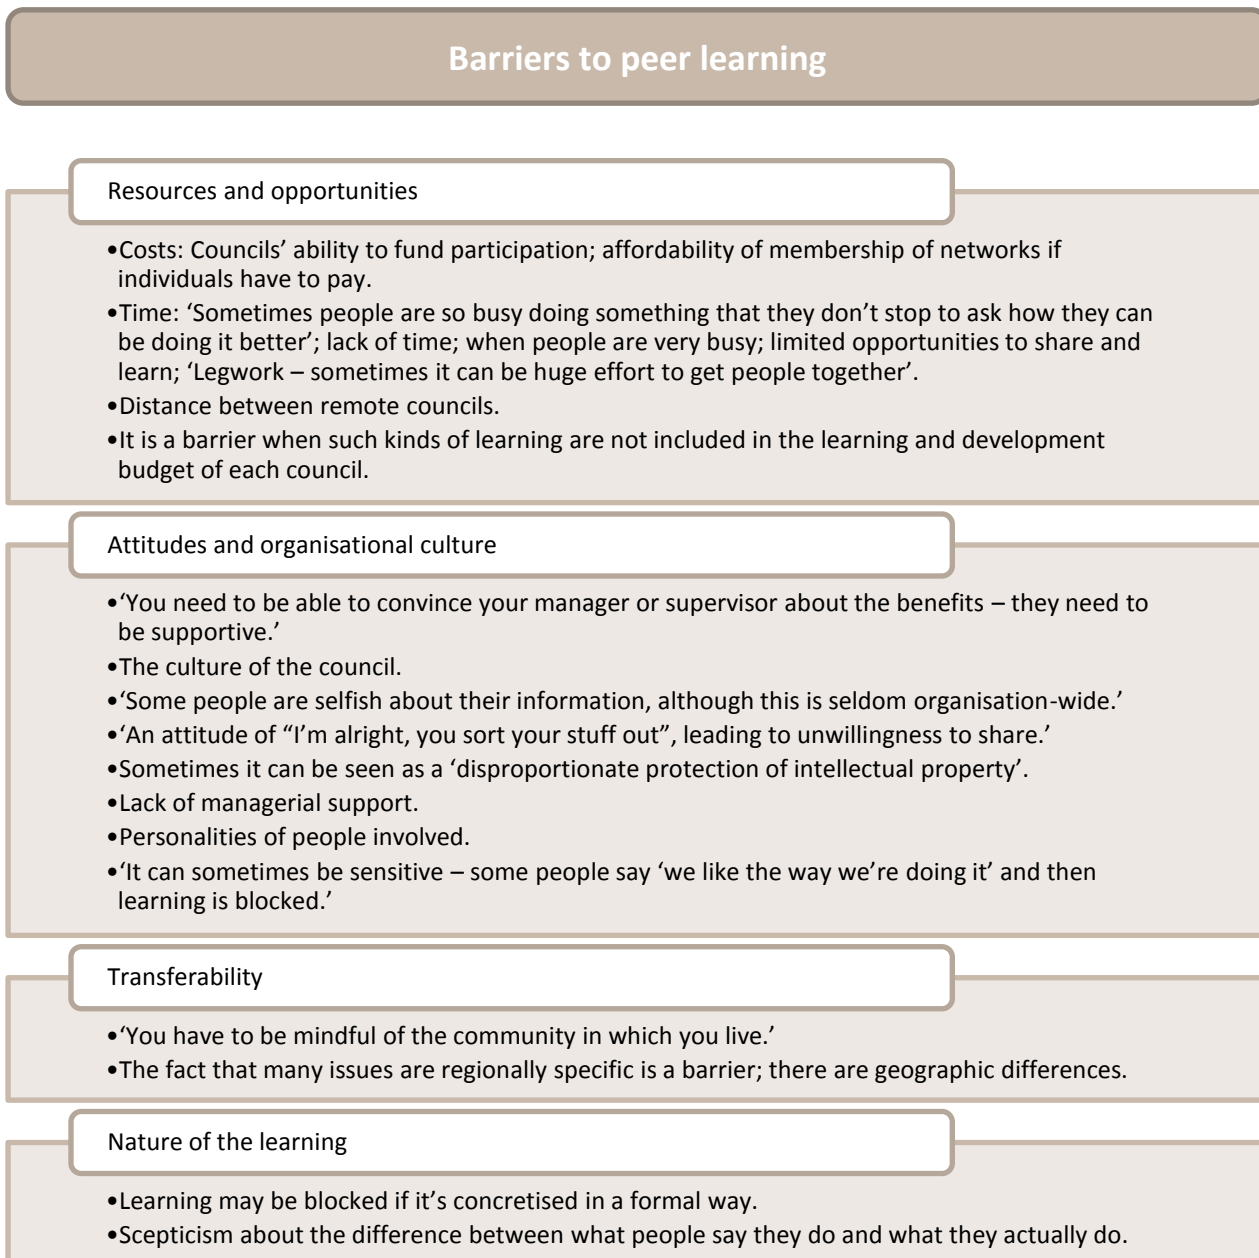 Barriers to peer learning
Resources and opportunities
•Costs: Councils’ ability to fund participation; affordability of membership of networks if
individuals have to pay.
•Time: ‘Sometimes people are so busy doing something that they don’t stop to ask how they can
be doing it better’; lack of time; when people are very busy; limited opportunities to share and
learn; ‘Legwork – sometimes it can be huge effort to get people together’.
•Distance between remote councils.
•It is a barrier when such kinds of learning are not included in the learning and development
budget of each council.
Attitudes and organisational culture
•‘You need to be able to convince your manager or supervisor about the benefits – they need to
be supportive.’
•The culture of the council.
•‘Some people are selfish about their information, although this is seldom organisation-wide.’
•‘An attitude of “I’m alright, you sort your stuff out”, leading to unwillingness to share.’
•Sometimes it can be seen as a ‘disproportionate protection of intellectual property’.
•Lack of managerial support.
•Personalities of people involved.
•‘It can sometimes be sensitive – some people say ‘we like the way we’re doing it’ and then
learning is blocked.’
Transferability
•‘You have to be mindful of the community in which you live.’
•The fact that many issues are regionally specific is a barrier; there are geographic differences.
Nature of the learning
•Learning may be blocked if it’s concretised in a formal way.
•Scepticism about the difference between what people say they do and what they actually do.